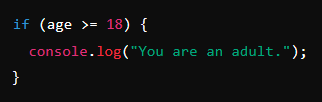 if (age >= 18) {
  console.log("You are an adult.");
}